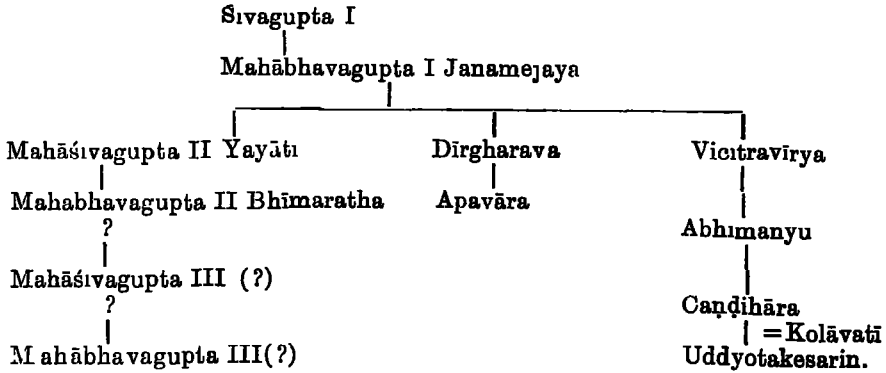 Śivagupta I
Mahābhavagupta I Janamejaya
Mahāśivagupta II Yayāti Dīrgharava Vicitravīrya
Mahabhavagupta II Bhīmaratha Apavāra
? Abhimanyu
Mahāśivagupta III (?)
? Caṇḍihāra
=Kolāvatī
Mahābhavagupta III(?) Uddyotakesarin.